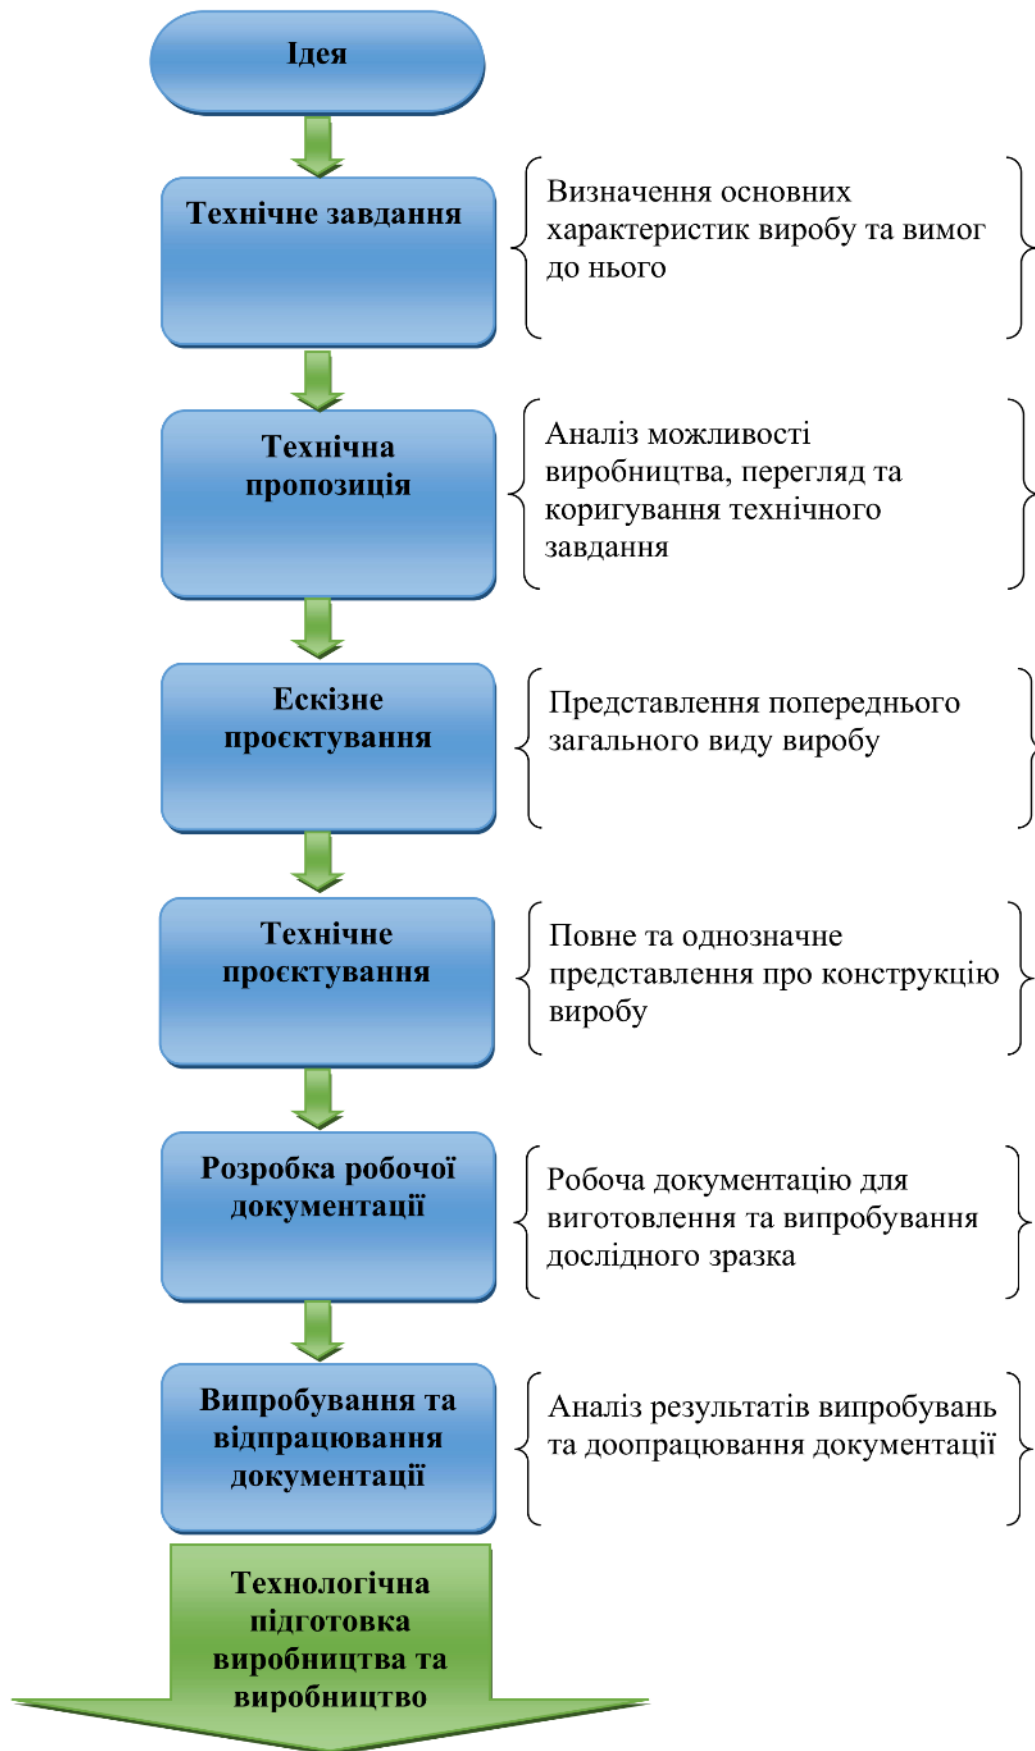 Ідея
Технічне завдання
Визначення основних
характеристик виробу та вимог
до нього
Технічна
пропозиція
Аналіз можливості
виробництва, перегляд та
коригування технічного
завдання
Ескізне
проєктування
Представлення попереднього
загального виду виробу
Технічне
проєктування
Повне та однозначне
представлення про конструкцію
виробу
Розробка робочої
документації
Робоча документацію для
виготовлення та випробування
дослідного зразка
Випробування та
відпрацювання
документації
Аналіз результатів випробувань
та доопрацювання документації
Технологічна
підготовка
виробництва та
виробництво